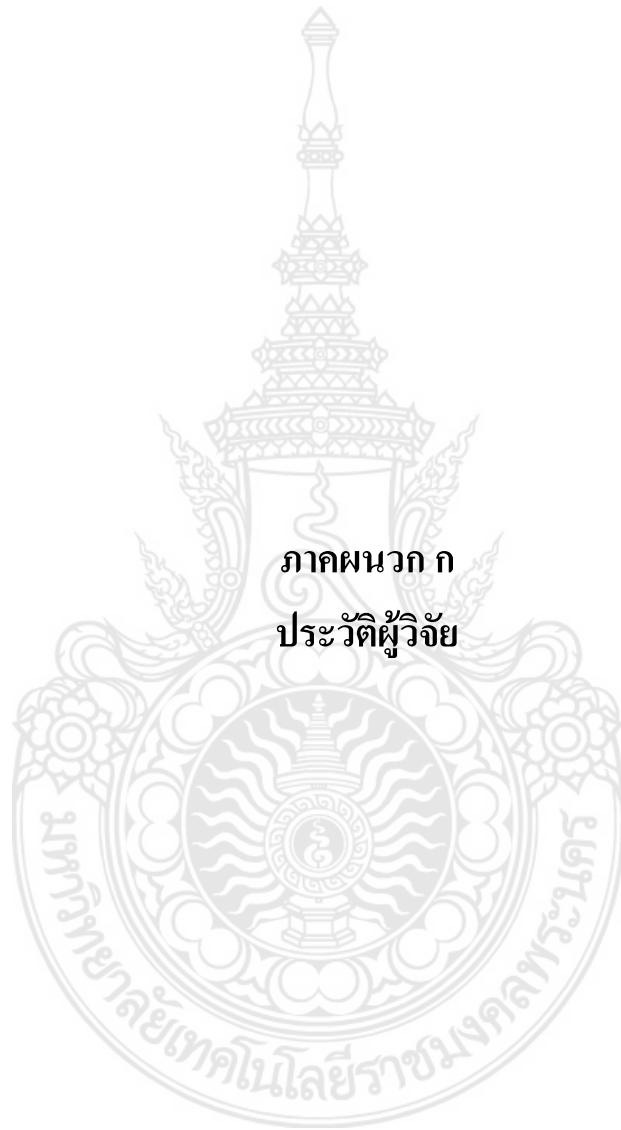 ภาคผนวก ก
ประวัติผู้วิจัย
มหาวิทยาลัยเทคโนโลยีราชมงคลพระนคร